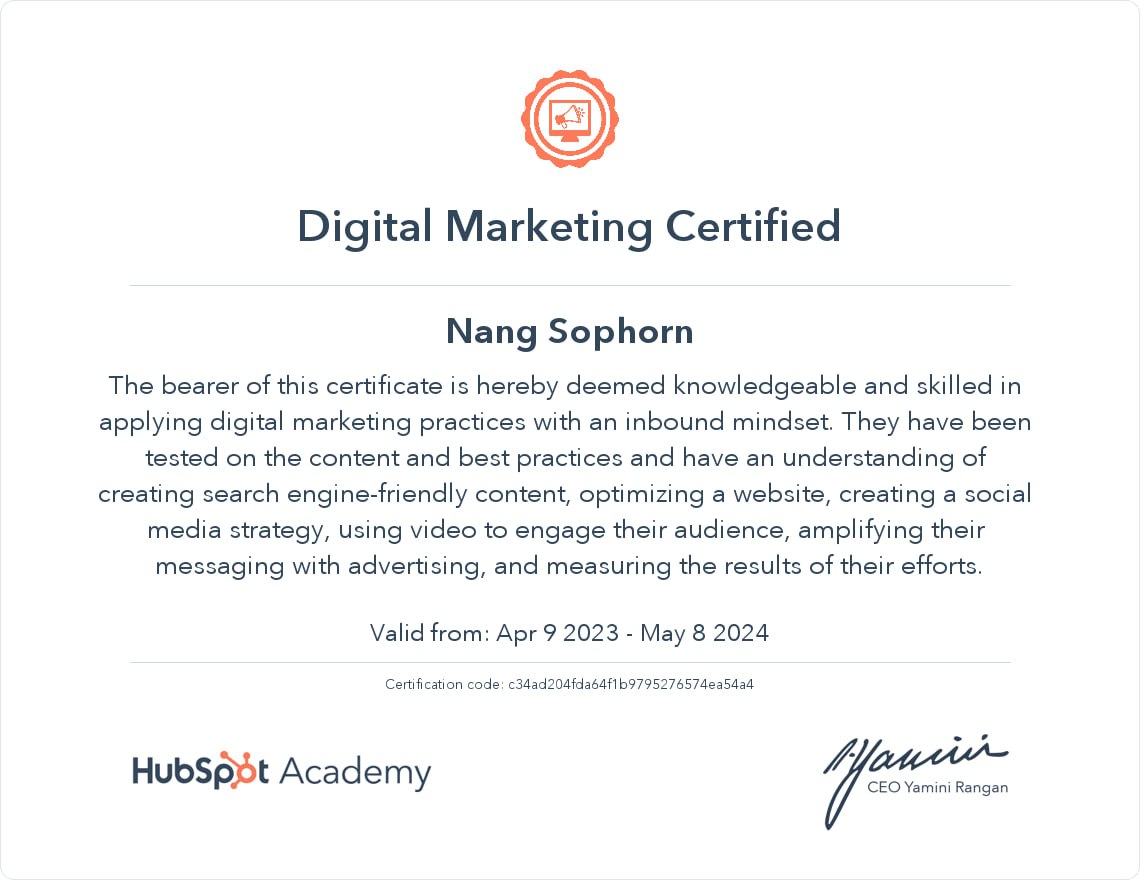 Digital Marketing Certified
Nang Sophorn
The bearer of this certificate is hereby deemed knowledgeable and skilled in
applying digital marketing practices with an inbound mindset. They have been
tested on the content and best practices and have an understanding of
creating search engine-friendly content, optimizing a website, creating a social
media strategy, using video to engage their audience, amplifying their
messaging with advertising, and measuring the results of their efforts.
Valid from: Apr 9 2023 - May 8 2024
Certification code: c34ad204fda64f1b9795276574ea54a4
HubSpot Academy
CEO Yamini Rangan